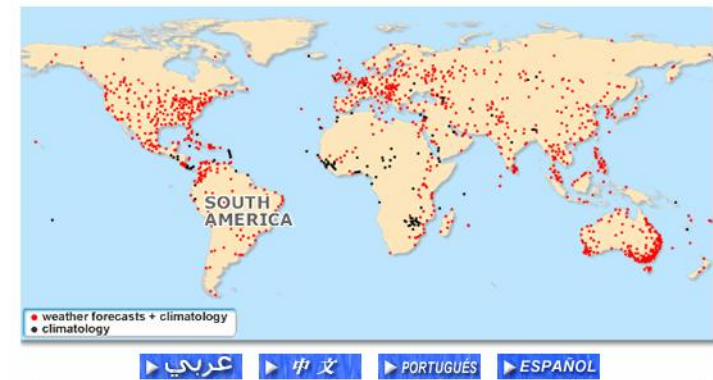 SOUTH
AMERICA
weather forecasts + climatology
climatology
عربي 中文 PORTUGUÊS ESPAÑOL